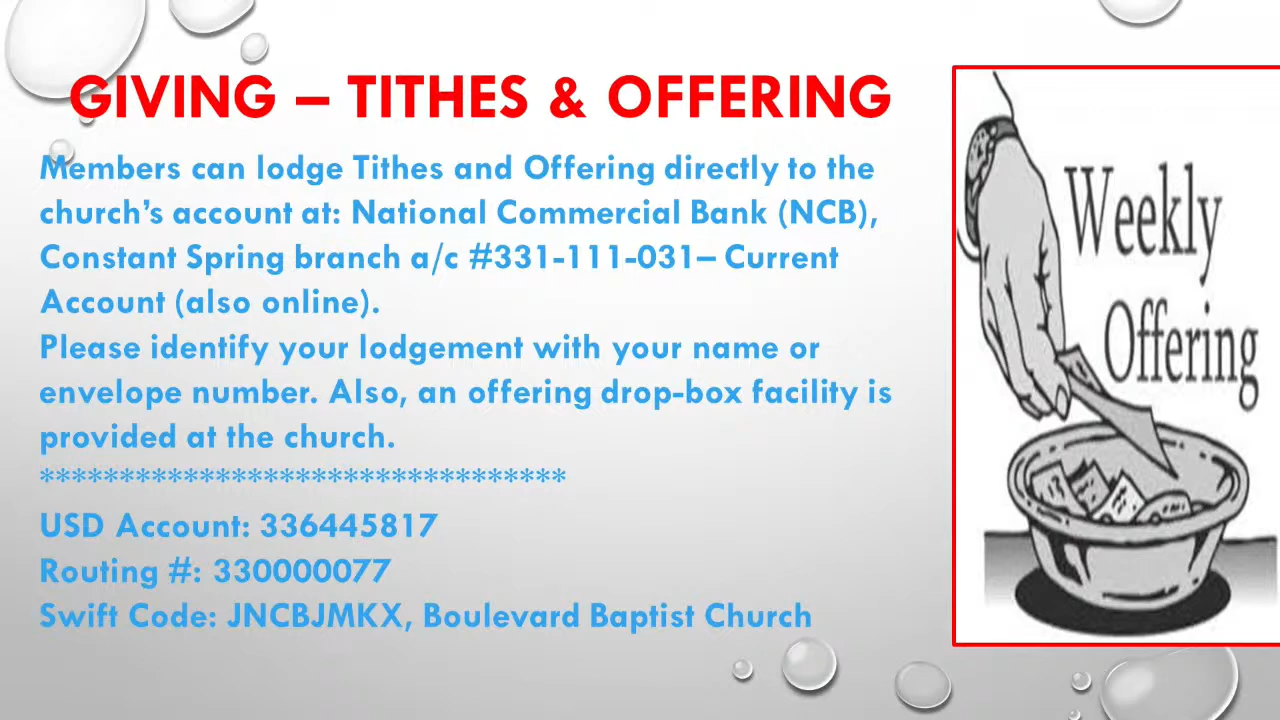 GIVING – TITHES & OFFERING
Members can lodge Tithes and Offering directly to the
church’s account at: National Commercial Bank (NCB),
Constant Spring branch a/c #331-111-031– Current
Account (also online).
Please identify your lodgement with your name or
envelope number. Also, an offering drop-box facility is
provided at the church.
*********************************
USD Account: 336445817
Routing #: 330000077
Swift Code: JNCBJMKX, Boulevard Baptist Church
Weekly
Offering